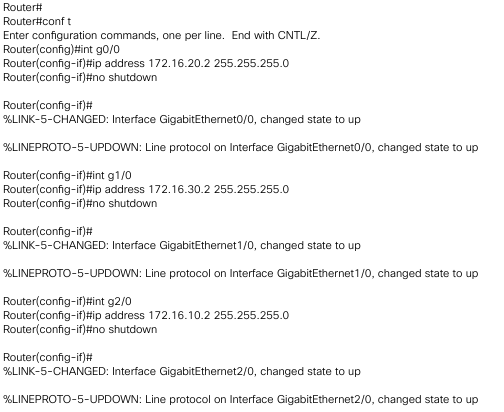 Router#
Router#conf t
Enter configuration commands, one per line.  End with CNTL/Z.
Router(config)#int g0/0
Router(config-if)#ip address 172.16.20.2 255.255.255.0
Router(config-if)#no shutdown
Router(config-if)#
%LINK-5-CHANGED: Interface GigabitEthernet0/0, changed state to up
%LINEPROTO-5-UPDOWN: Line protocol on Interface GigabitEthernet0/0, changed state to up
Router(config-if)#int g1/0
Router(config-if)#ip address 172.16.30.2 255.255.255.0
Router(config-if)#no shutdown
Router(config-if)#
%LINK-5-CHANGED: Interface GigabitEthernet1/0, changed state to up
%LINEPROTO-5-UPDOWN: Line protocol on Interface GigabitEthernet1/0, changed state to up
Router(config-if)#int g2/0
Router(config-if)#ip address 172.16.10.2 255.255.255.0
Router(config-if)#no shutdown
Router(config-if)#
%LINK-5-CHANGED: Interface GigabitEthernet2/0, changed state to up
%LINEPROTO-5-UPDOWN: Line protocol on Interface GigabitEthernet2/0, changed state to up